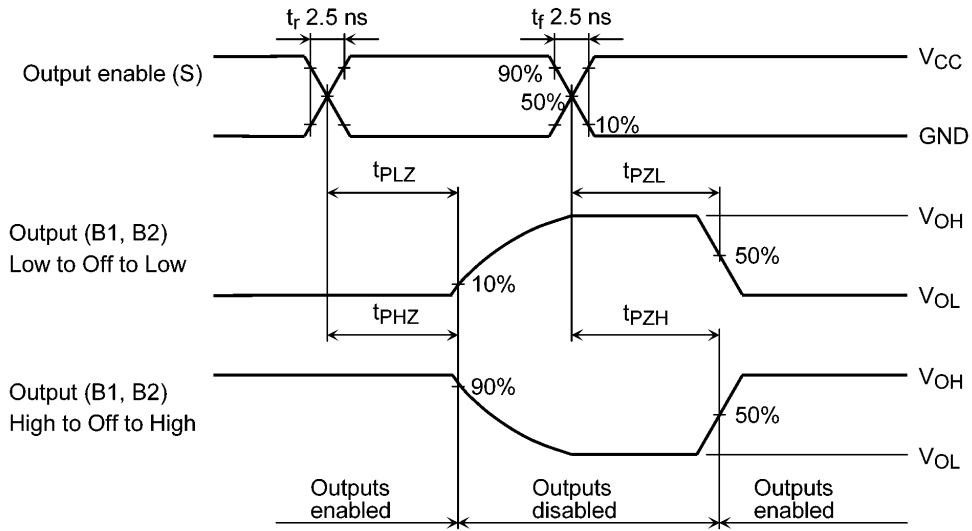 tr 2.5 ns
tf 2.5 ns
Output enable (S)
90%
50%
10%
VCC
GND
tPLZ
tPZL
Output (B1, B2)
Low to Off to Low
10%
50%
VOH
VOL
tPHZ
tPZH
Output (B1, B2)
High to Off to High
90%
50%
VOH
VOL
Outputs
enabled
Outputs
disabled
Outputs
enabled